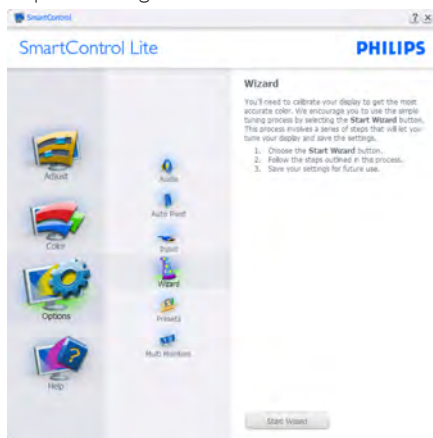 SmartControl
SmartControl Lite
PHILIPS
Adjust
Color
Options
Help
Audio
Auto Pivot
Input
Wizard
Presets
Multi Monitors
Wizard
You'll need to calibrate your display to get the most
accurate color. We encourage you to use the simple
tuning process by selecting the Start Wizard button.
This process involves a series of steps that will let you
tune your display and save the settings.
1. Choose the Start Wizard button.
2. Follow the steps outlined in this process.
3. Save your settings for future use.
Start Wizard